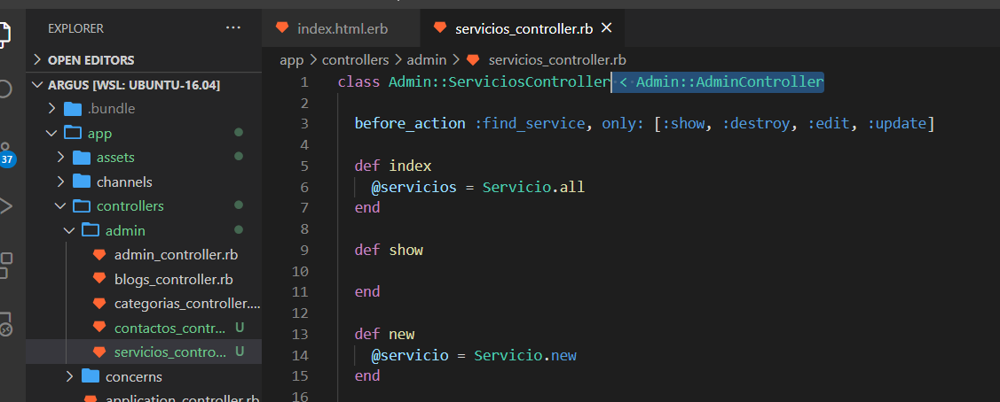 EXPLORER
···
OPEN EDITORS
ARGUS [WSL: UBUNTU-16.04]
.bundle
app
assets
channels
controllers
admin
admin_controller.rb
blogs_controller.rb
categorias_controller....
contactos_contr... U
servicios_contro... U
concerns
application_controller.rb
37
index.html.erb
servicios_controller.rb
app > controllers > admin > servicios_controller.rb
1 class Admin::ServiciosController < Admin::AdminController
2
3 before_action :find_service, only: [:show, :destroy, :edit, :update]
4
5 def index
6 @servicios = Servicio.all
7 end
8
9 def show
10
11 end
12
13 def new
14 @servicio = Servicio.new
15 end
16